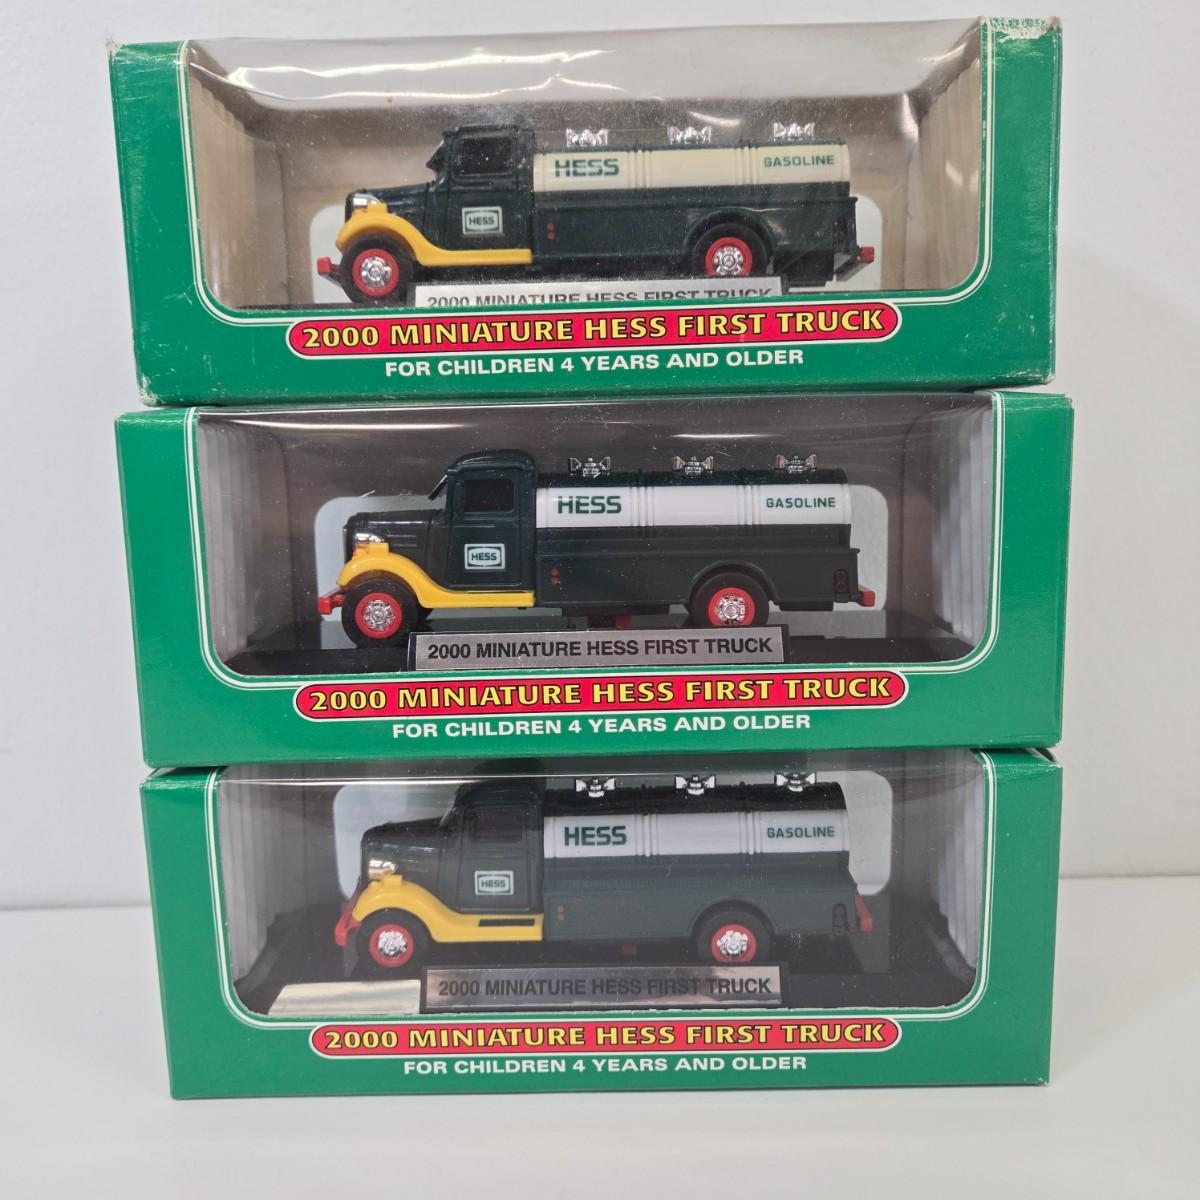 HESS
GASOLINE
HESS
2000 MINIATURE HESS FIRST TRUCK
2000 MINIATURE HESS FIRST TRUCK
FOR CHILDREN 4 YEARS AND OLDER
HESS
GASOLINE
HESS
2000 MINIATURE HESS FIRST TRUCK
2000 MINIATURE HESS FIRST TRUCK
FOR CHILDREN 4 YEARS AND OLDER
HESS
GASOLINE
HESS
2000 MINIATURE HESS FIRST TRUCK
2000 MINIATURE HESS FIRST TRUCK
FOR CHILDREN 4 YEARS AND OLDER